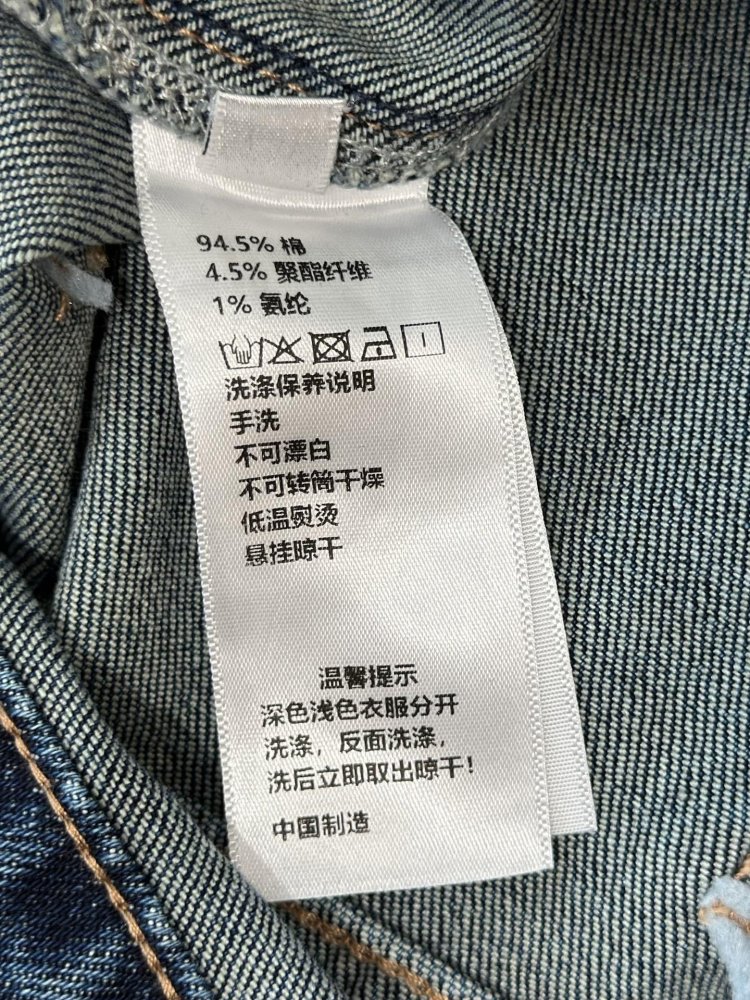 94.5% 棉
4.5% 聚酯纤维
1% 氨纶
洗涤保养说明
手洗
不可漂白
不可转筒干燥
低温熨烫
悬挂晾干
温馨提示
深色浅色衣服分开
洗涤，反面洗涤，
洗后立即取出晾干！
中国制造